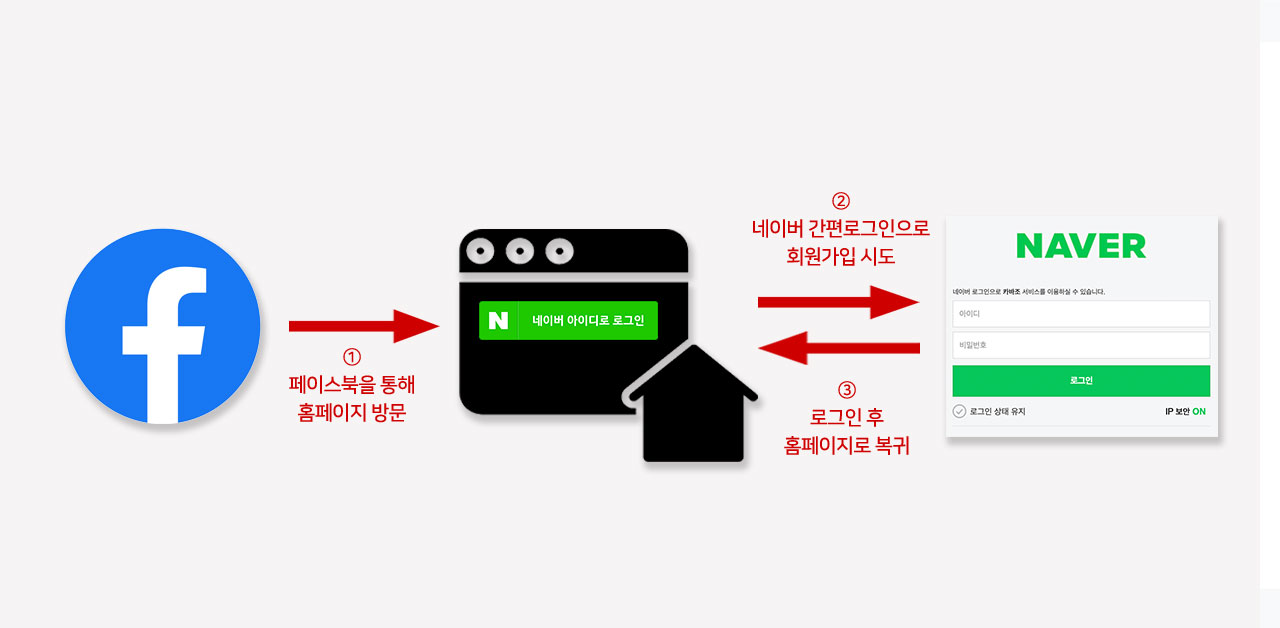 ①
페이스북을 통해
홈페이지 방문
N 네이버 아이디로 로그인
②
네이버 간편로그인으로
회원가입 시도
③
로그인 후
홈페이지로 복귀
NAVER
네이버 로그인으로 카바조 서비스를 이용하실 수 있습니다.
아이디
비밀번호
로그인
로그인 상태 유지 IP 보안 ON